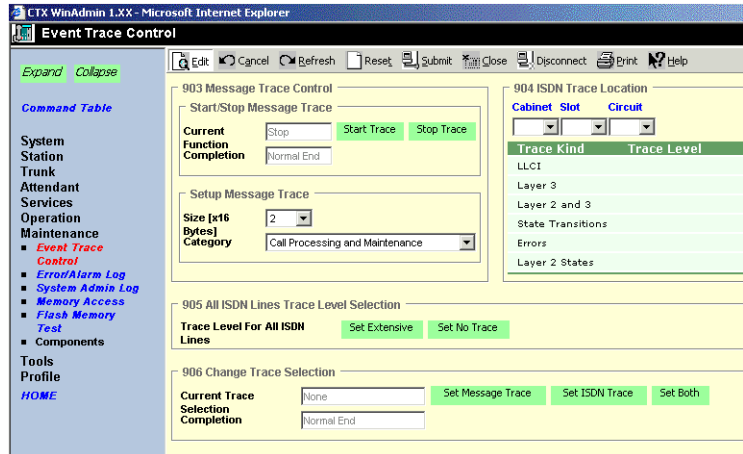 CTX WinAdmin 1.XX - Microsoft Internet Explorer
Event Trace Control
Edit Cancel Refresh Reset Submit Close Disconnect Print Help
Expand Collapse
Command Table
System
Station
Trunk
Attendant
Services
Operation
Maintenance
Event Trace
Control
Error/Alarm Log
System Admin Log
Memory Access
Flash Memory
Test
Components
Tools
Profile
HOME
903 Message Trace Control
Start/Stop Message Trace
Current Function Stop Start Trace Stop Trace
Completion Normal End
Setup Message Trace
Size [x16 Bytes] 2
Category Call Processing and Maintenance
904 ISDN Trace Location
Cabinet Slot Circuit
Trace Kind Trace Level
LLCI
Layer 3
Layer 2 and 3
State Transitions
Errors
Layer 2 States
905 All ISDN Lines Trace Level Selection
Trace Level For All ISDN Lines Set Extensive Set No Trace
906 Change Trace Selection
Current Trace Selection None Set Message Trace Set ISDN Trace Set Both
Completion Normal End